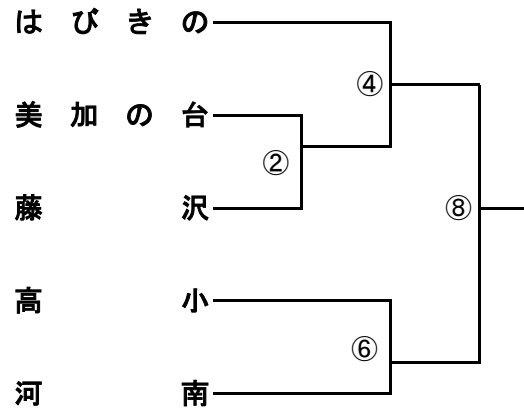 はびきの
④
美加の台
②
藤沢
⑧
高小
⑥
河南